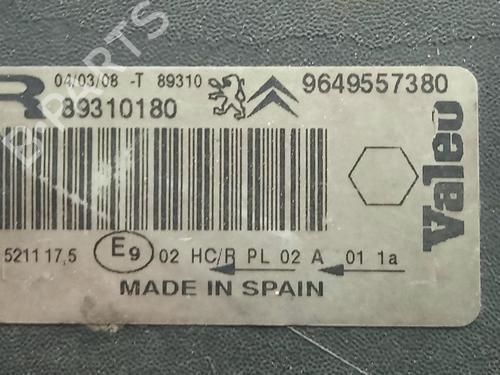 R 04/03/08 -T 89310 9649557380
89310180
Valeo
5211 17,5 E9 02 HC/R PL 02 A 01 1a
MADE IN SPAIN